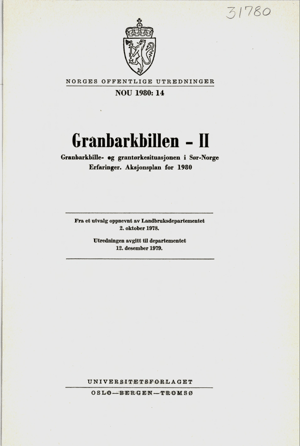 31780
NORGES OFFENTLIGE UTREDNINGER
NOU 1980: 14
Granbarkbillen – II
Granbarkbille- og grantørkesituasjonen i Sør-Norge
Erfaringer. Aksjonsplan for 1980
Fra et utvalg oppnevnt av Landbruksdepartementet
2. oktober 1978.
Utredningen avgitt til departementet
12. desember 1979.
UNIVERSITETSFORLAGET
OSLO—BERGEN—TROMSØ